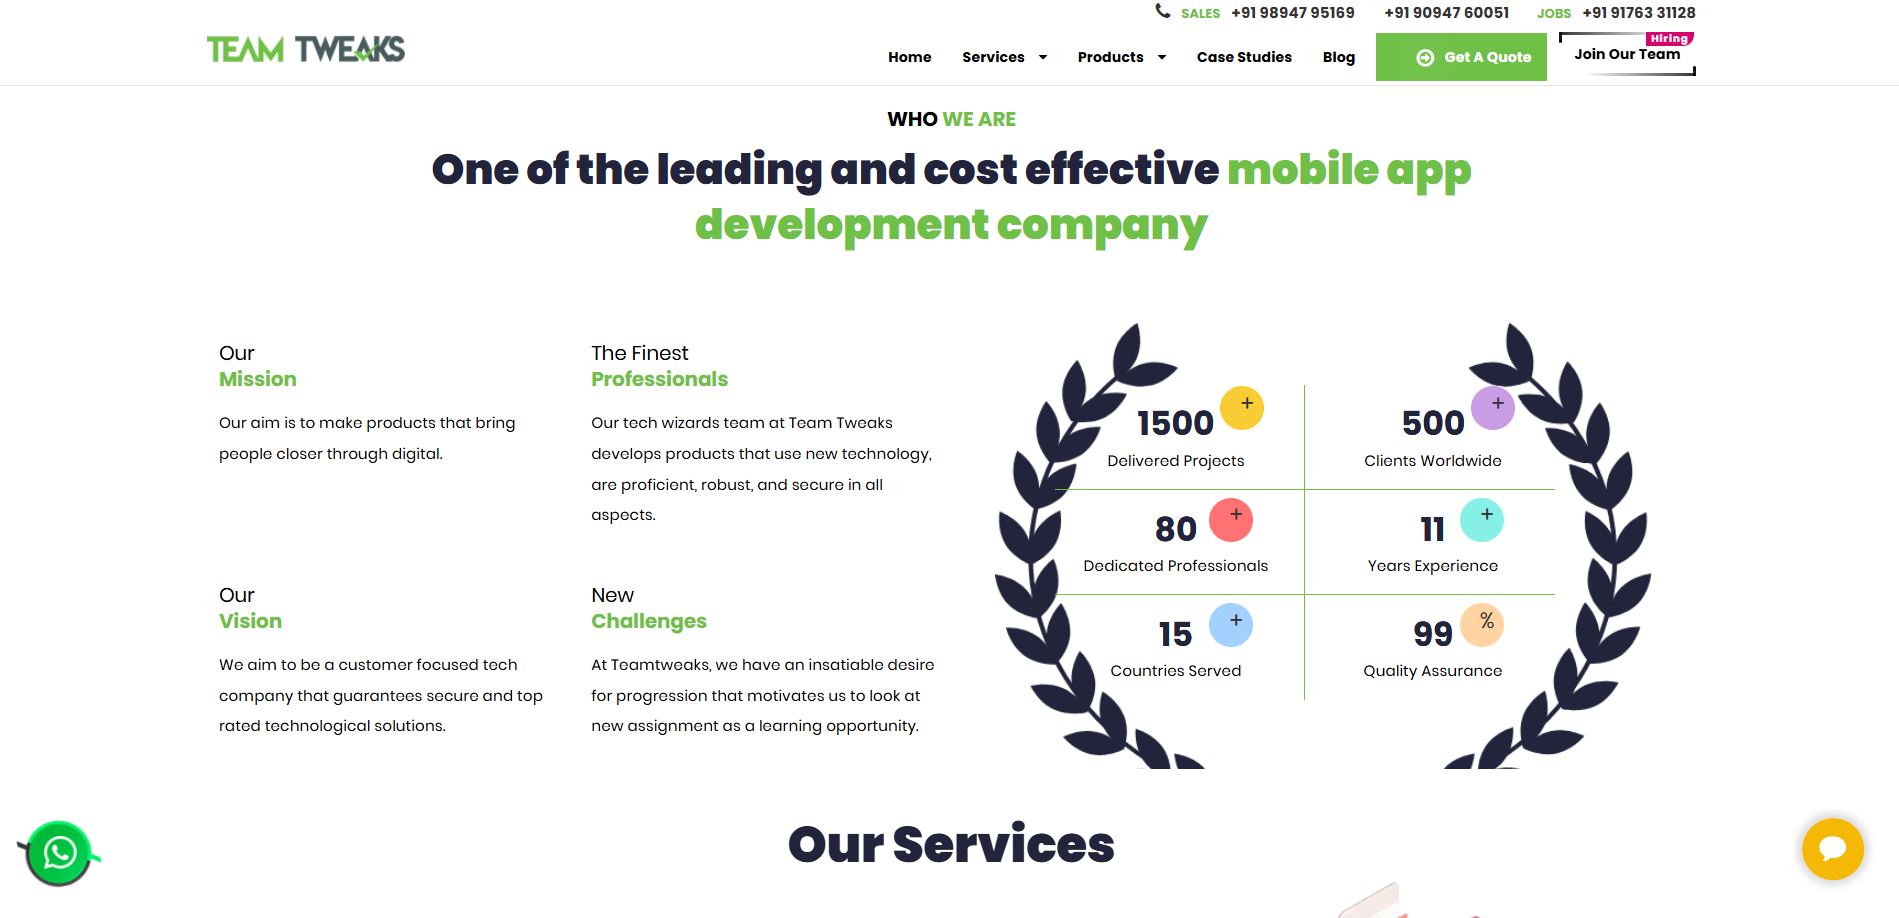 SALES +91 98947 95169 +91 90947 60051 JOBS +91 91763 31128
TEAM TWEAKS
Home Services Products Case Studies Blog Get A Quote
Hiring
Join Our Team
WHO WE ARE
One of the leading and cost effective mobile app
development company
Our
Mission
Our aim is to make products that bring
people closer through digital.
The Finest
Professionals
Our tech wizards team at Team Tweaks
develops products that use new technology,
are proficient, robust, and secure in all
aspects.
Our
Vision
We aim to be a customer focused tech
company that guarantees secure and top
rated technological solutions.
New
Challenges
At Teamtweaks, we have an insatiable desire
for progression that motivates us to look at
new assignment as a learning opportunity.
1500 +
Delivered Projects
500 +
Clients Worldwide
80 +
Dedicated Professionals
11 +
Years Experience
15 +
Countries Served
99 %
Quality Assurance
Our Services